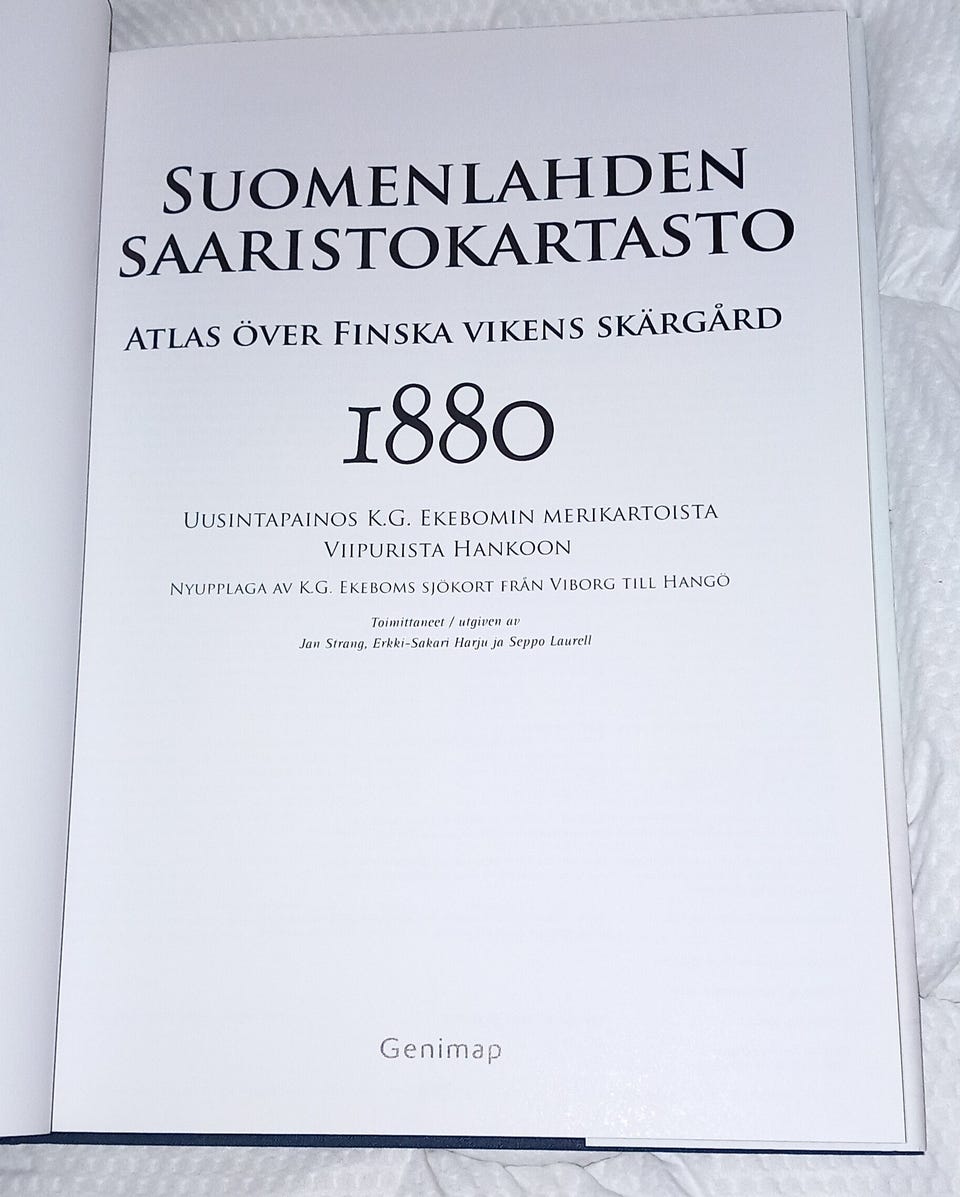 Suomenlahden
saaristokartasto
Atlas över Finska vikens skärgård
1880
Uusintapainos K.G. Ekebomin merikartoista
Viipurista Hankoon
Nyupplaga av K.G. Ekeboms sjökort från Viborg till Hangö
Toimittaneet / utgiven av
Jan Strang, Erkki-Sakari Harju ja Seppo Laurell
Genimap